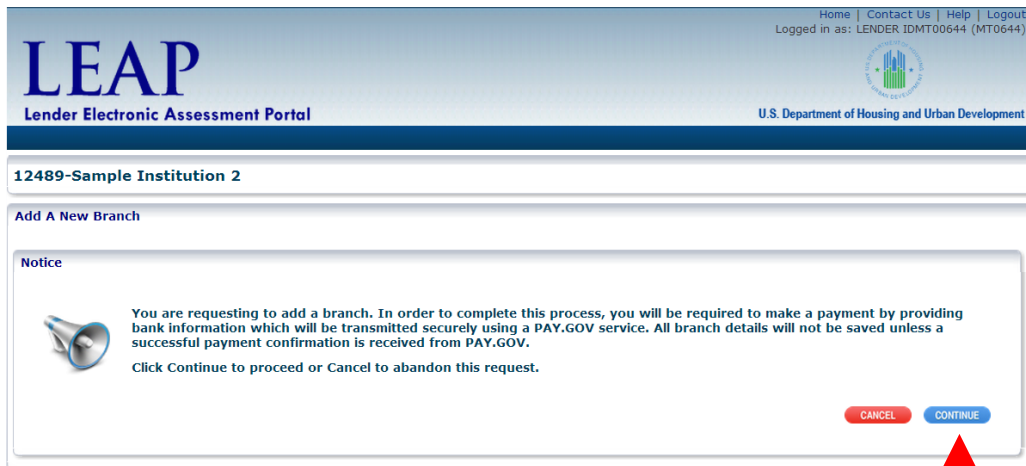 Home | Contact Us | Help | Logout
Logged in as: LENDER IDMT00644 (MT0644)
LEAP
Lender Electronic Assessment Portal
U.S. Department of Housing and Urban Development
12489-Sample Institution 2
Add A New Branch
Notice
You are requesting to add a branch. In order to complete this process, you will be required to make a payment by providing
bank information which will be transmitted securely using a PAY.GOV service. All branch details will not be saved unless a
successful payment confirmation is received from PAY.GOV.
Click Continue to proceed or Cancel to abandon this request.
CANCEL CONTINUE